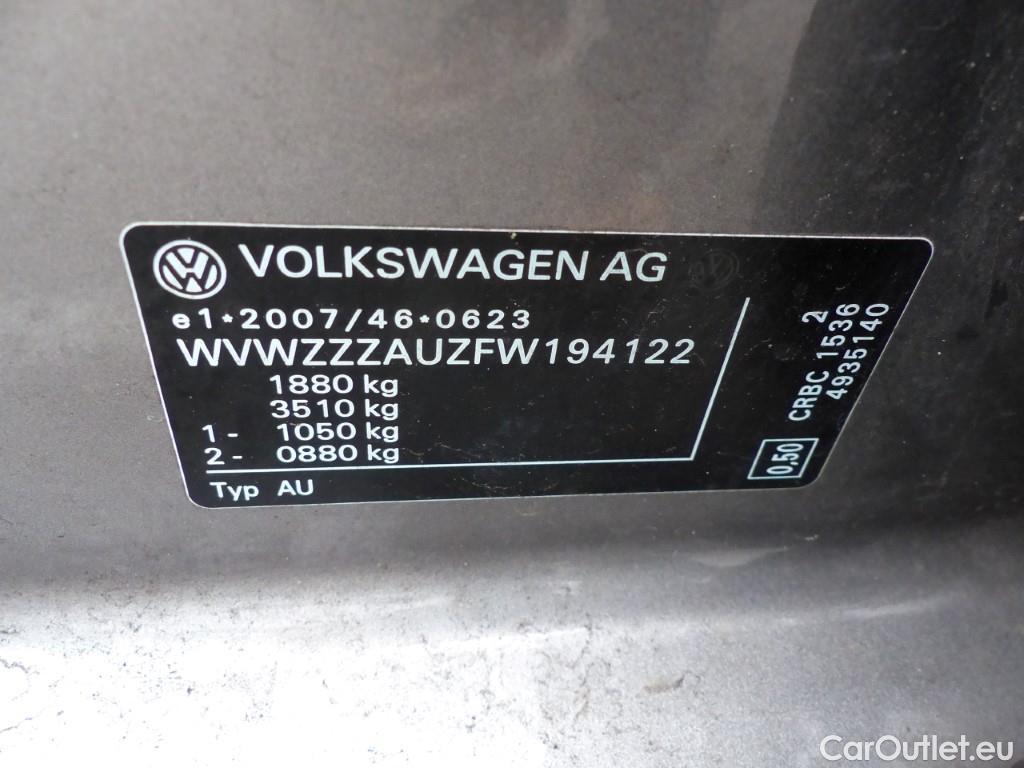 VOLKSWAGEN AG
e1*2007/46*0623
WVWZZZAUZFW194122
1880 kg
3510 kg
1- 1050 kg
2- 0880 kg
Typ AU
2
CRBC 1536
4935140
0,50
CarOutlet.eu